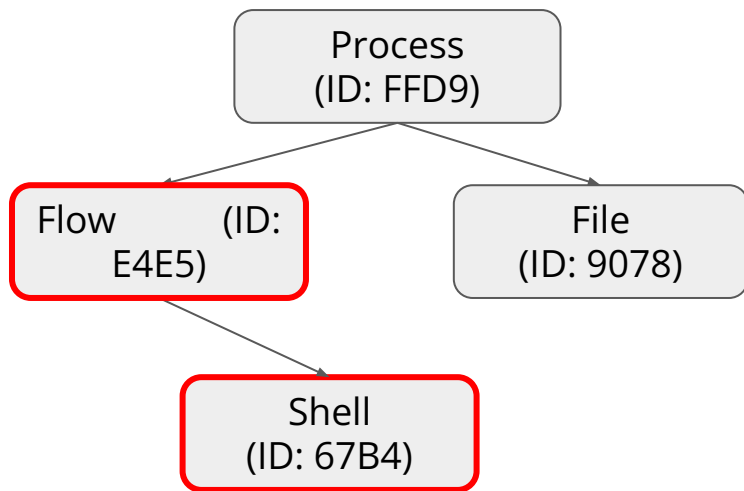 Process
(ID: FFD9)
Flow (ID:
E4E5)
File
(ID: 9078)
Shell
(ID: 67B4)